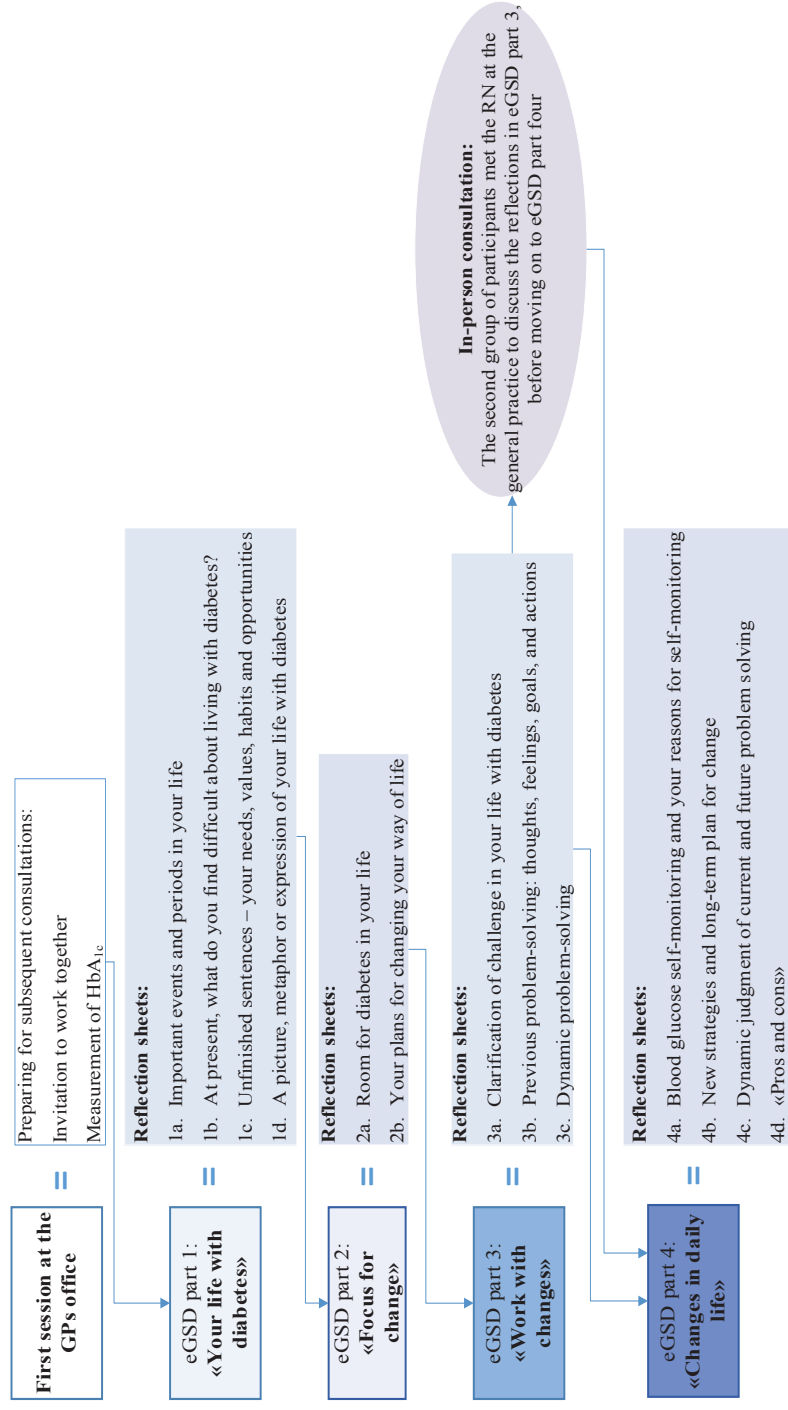 First session at the
GPs office
=
Preparing for subsequent consultations:
Invitation to work together
Measurement of HbA1c
eGSD part 1:
«Your life with
diabetes»
=
Reflection sheets:
1a. Important events and periods in your life
1b. At present, what do you find difficult about living with diabetes?
1c. Unfinished sentences – your needs, values, habits and opportunities
1d. A picture, metaphor or expression of your life with diabetes
eGSD part 2:
«Focus for
change»
=
Reflection sheets:
2a. Room for diabetes in your life
2b. Your plans for changing your way of life
eGSD part 3:
«Work with
changes»
=
Reflection sheets:
3a. Clarification of challenge in your life with diabetes
3b. Previous problem-solving: thoughts, feelings, goals, and actions
3c. Dynamic problem-solving
In-person consultation:
The second group of participants met the RN at the
general practice to discuss the reflections in eGSD part 3,
before moving on to eGSD part four
eGSD part 4:
«Changes in daily
life»
=
Reflection sheets:
4a. Blood glucose self-monitoring and your reasons for self-monitoring
4b. New strategies and long-term plan for change
4c. Dynamic judgment of current and future problem solving
4d. «Pros and cons»